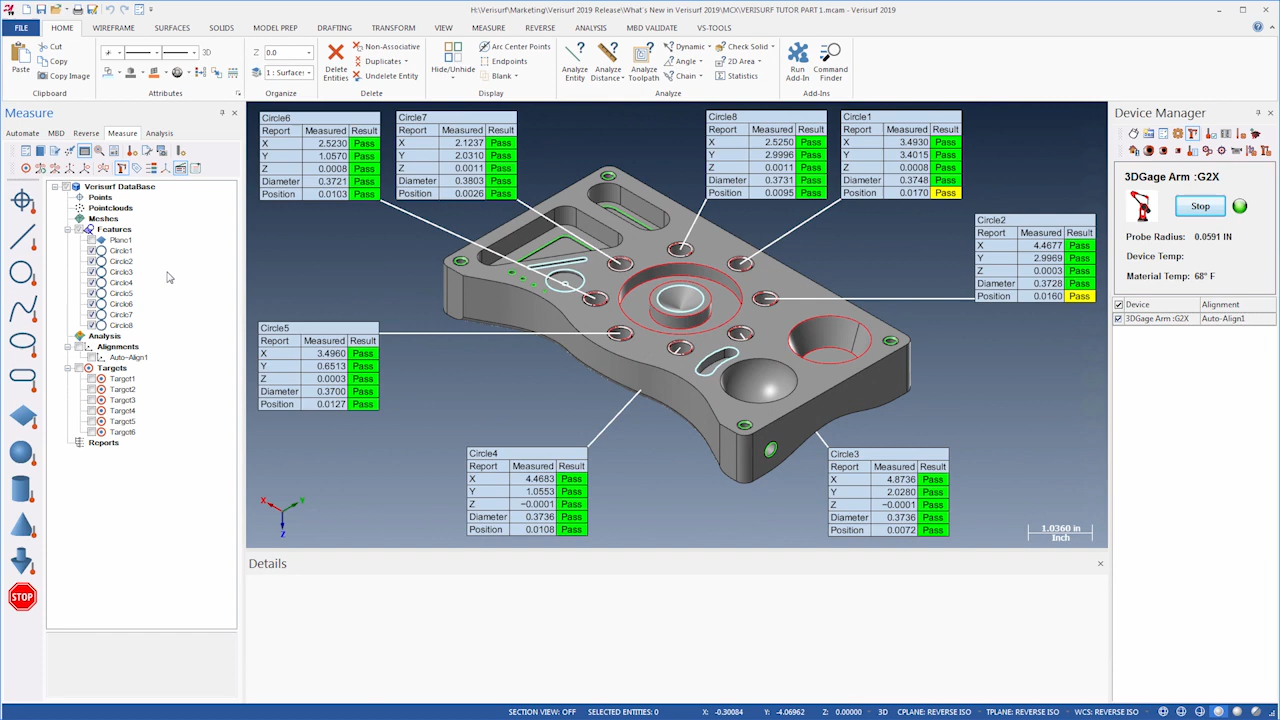 H:\Verisurf\Marketing\Verisurf 2019 Release\What's New in Verisurf 2019\MCX\VERISURF TUTOR PART 1.mcam - Verisurf 2019
FILE HOME WIREFRAME SURFACES SOLIDS MODEL PREP DRAFTING TRANSFORM VIEW MEASURE REVERSE ANALYSIS MBD VALIDATE VS-TOOLS
Paste
Cut
Copy
Copy Image
Clipboard
3D
Attributes
Z 0.0
1 : Surface
Organize
Delete Entities
Non-Associative
Duplicates
Undelete Entity
Delete
Hide/Unhide
Arc Center Points
Endpoints
Blank
Display
Analyze Entity
Analyze Distance
Analyze Toolpath
Dynamic
Angle
Chain
Check Solid
2D Area
Statistics
Analyze
Run Add-In
Command Finder
Add-Ins
Measure
Automate MBD Reverse Measure Analysis
Verisurf DataBase
Points
Pointclouds
Meshes
Features
Plane1
Circle1
Circle2
Circle3
Circle4
Circle5
Circle6
Circle7
Circle8
Analysis
Alignments
Auto-Align1
Targets
Target1
Target2
Target3
Target4
Target5
Target6
Reports
STOP
Circle6
Report Measured Result
X 2.5230 Pass
Y 1.0570 Pass
Z 0.0008 Pass
Diameter 0.3721 Pass
Position 0.0103 Pass
Circle7
Report Measured Result
X 2.1237 Pass
Y 2.0310 Pass
Z 0.0011 Pass
Diameter 0.3803 Pass
Position 0.0026 Pass
Circle8
Report Measured Result
X 2.5250 Pass
Y 2.9996 Pass
Z 0.0011 Pass
Diameter 0.3731 Pass
Position 0.0095 Pass
Circle1
Report Measured Result
X 3.4930 Pass
Y 3.4015 Pass
Z 0.0008 Pass
Diameter 0.3748 Pass
Position 0.0170 Pass
Circle2
Report Measured Result
X 4.4677 Pass
Y 2.9969 Pass
Z 0.0003 Pass
Diameter 0.3728 Pass
Position 0.0160 Pass
Circle5
Report Measured Result
X 3.4960 Pass
Y 0.6513 Pass
Z 0.0003 Pass
Diameter 0.3700 Pass
Position 0.0127 Pass
Circle4
Report Measured Result
X 4.4683 Pass
Y 1.0553 Pass
Z −0.0001 Pass
Diameter 0.3736 Pass
Position 0.0108 Pass
Circle3
Report Measured Result
X 4.8736 Pass
Y 2.0280 Pass
Z −0.0001 Pass
Diameter 0.3736 Pass
Position 0.0072 Pass
X Y
Z
1.0360 in
Inch
Details
Device Manager
3DGage Arm :G2X
Stop
Probe Radius: 0.0591 IN
Device Temp:
Material Temp: 68° F
Device Alignment
3DGage Arm :G2X Auto-Align1
SECTION VIEW: OFF SELECTED ENTITIES: 0 X: -0.30084 Y: -4.06962 Z: 0.00000 3D CPLANE: REVERSE ISO TPLANE: REVERSE ISO WCS: REVERSE ISO